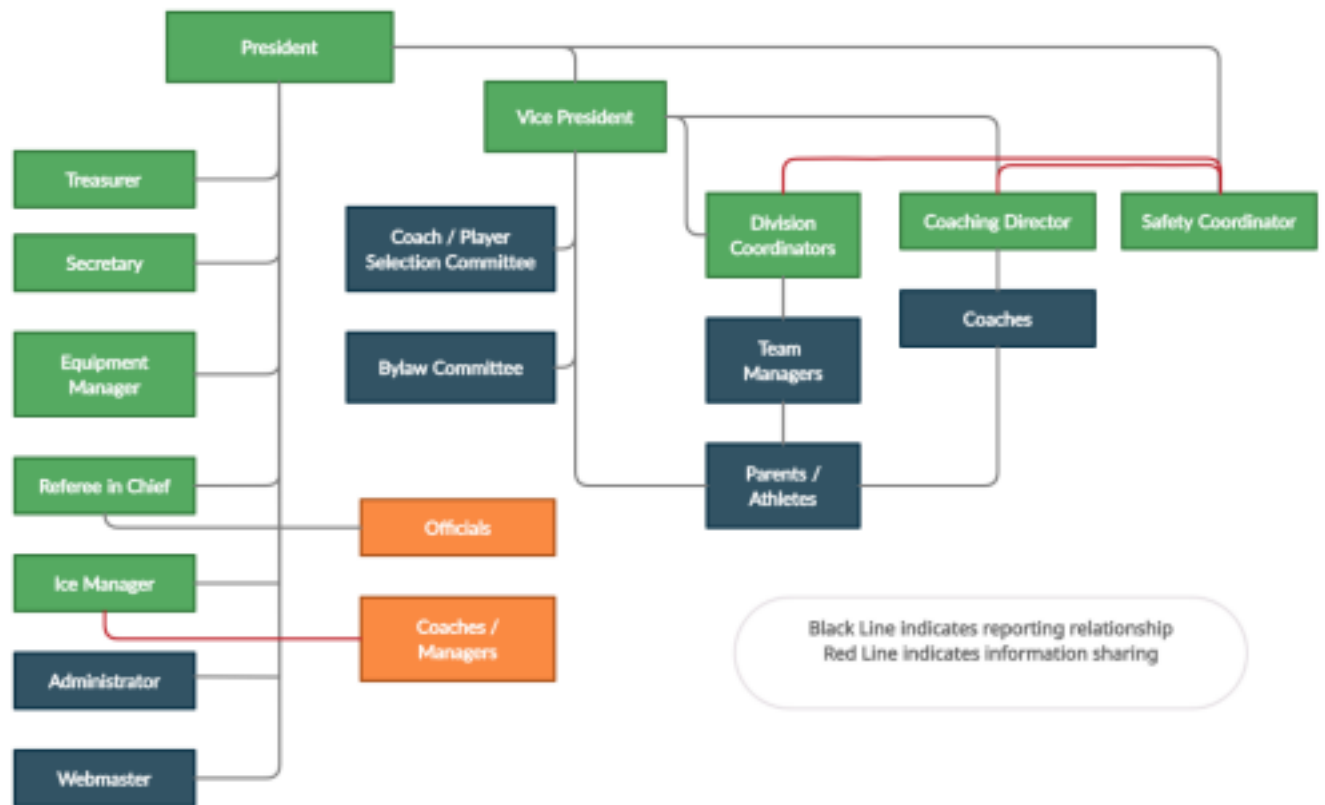 President
Vice President
Treasurer
Secretary
Equipment
Manager
Referee in Chief
Ice Manager
Administrator
Webmaster
Coach / Player
Selection Committee
Bylaw Committee
Officials
Coaches /
Managers
Division
Coordinators
Team
Managers
Parents /
Athletes
Coaching Director
Coaches
Safety Coordinator
Black Line indicates reporting relationship
Red Line indicates information sharing